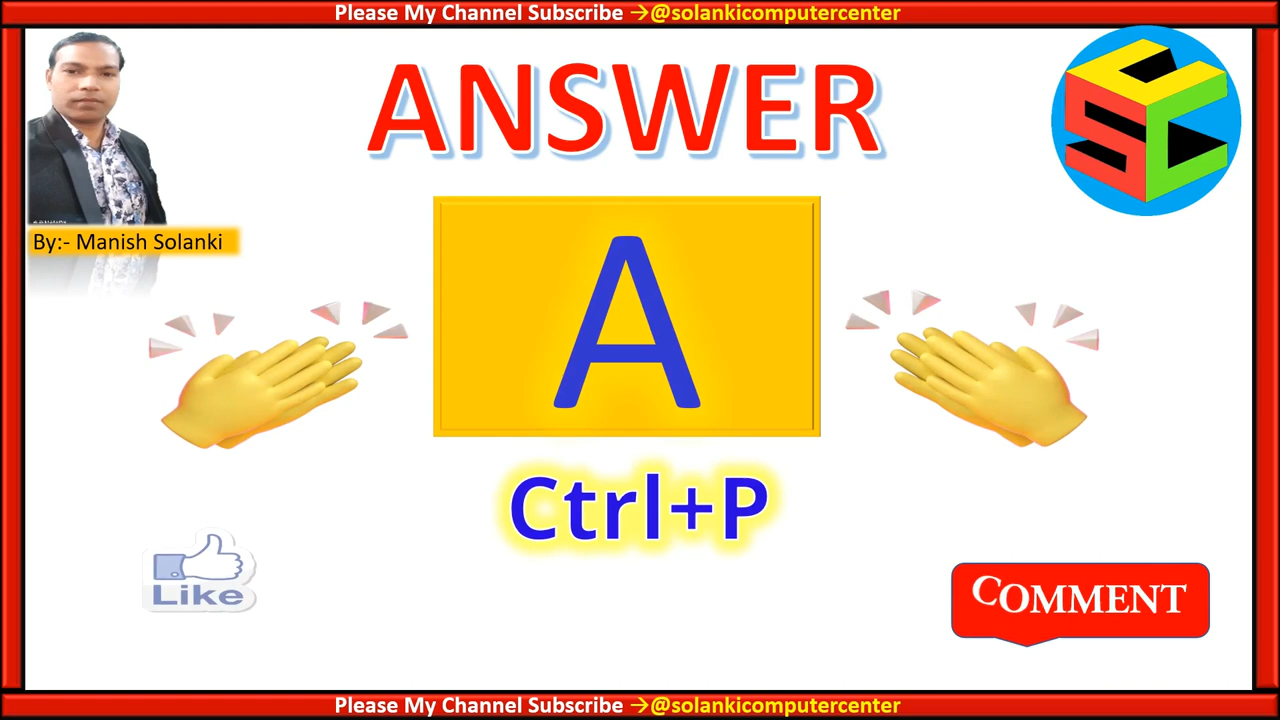 Please My Channel Subscribe →@solankicomputercenter
ANSWER
By:- Manish Solanki
A
Ctrl+P
Like
COMMENT
Please My Channel Subscribe →@solankicomputercenter